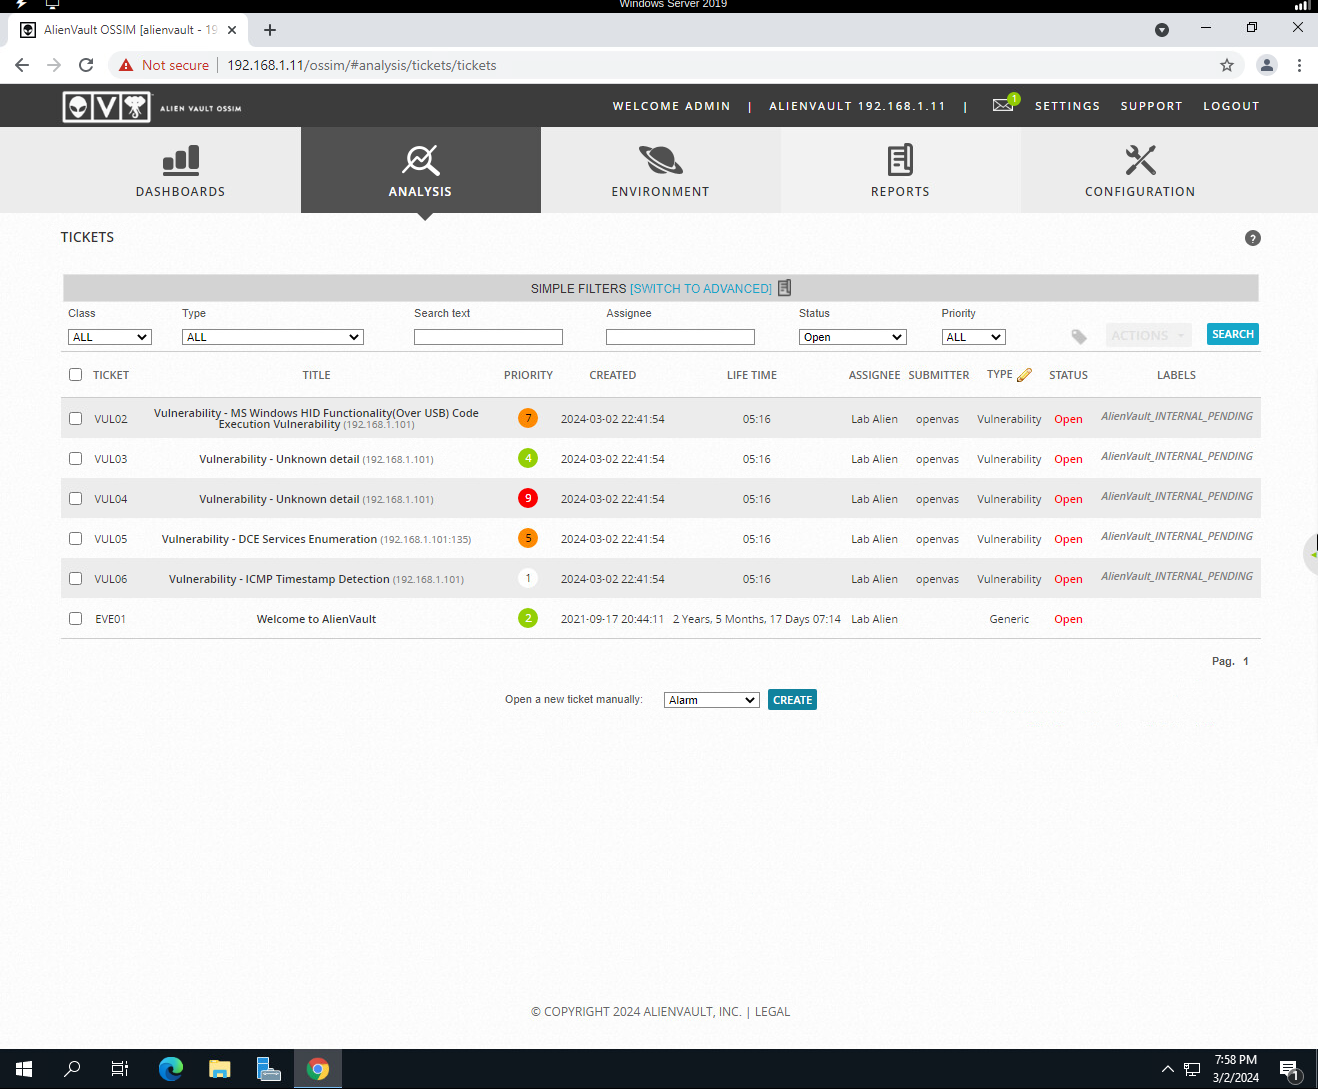 Windows Server 2019
AlienVault OSSIM [alienvault - 19
Not secure | 192.168.1.11/ossim/#analysis/tickets/tickets
ALIEN VAULT OSSIM
WELCOME ADMIN | ALIENVAULT 192.168.1.11 | 1 SETTINGS SUPPORT LOGOUT
DASHBOARDS ANALYSIS ENVIRONMENT REPORTS CONFIGURATION
TICKETS ?
SIMPLE FILTERS [SWITCH TO ADVANCED]
Class Type Search text Assignee Status Priority
ALL ALL Open ALL ACTIONS SEARCH
TICKET TITLE PRIORITY CREATED LIFE TIME ASSIGNEE SUBMITTER TYPE STATUS LABELS
VUL02 Vulnerability - MS Windows HID Functionality(Over USB) Code Execution Vulnerability (192.168.1.101) 7 2024-03-02 22:41:54 05:16 Lab Alien openvas Vulnerability Open AlienVault_INTERNAL_PENDING
VUL03 Vulnerability - Unknown detail (192.168.1.101) 4 2024-03-02 22:41:54 05:16 Lab Alien openvas Vulnerability Open AlienVault_INTERNAL_PENDING
VUL04 Vulnerability - Unknown detail (192.168.1.101) 9 2024-03-02 22:41:54 05:16 Lab Alien openvas Vulnerability Open AlienVault_INTERNAL_PENDING
VUL05 Vulnerability - DCE Services Enumeration (192.168.1.101:135) 5 2024-03-02 22:41:54 05:16 Lab Alien openvas Vulnerability Open AlienVault_INTERNAL_PENDING
VUL06 Vulnerability - ICMP Timestamp Detection (192.168.1.101) 1 2024-03-02 22:41:54 05:16 Lab Alien openvas Vulnerability Open AlienVault_INTERNAL_PENDING
EVE01 Welcome to AlienVault 2 2021-09-17 20:44:11 2 Years, 5 Months, 17 Days 07:14 Lab Alien Generic Open
Pag. 1
Open a new ticket manually: Alarm CREATE
© COPYRIGHT 2024 ALIENVAULT, INC. | LEGAL
7:58 PM
3/2/2024
1